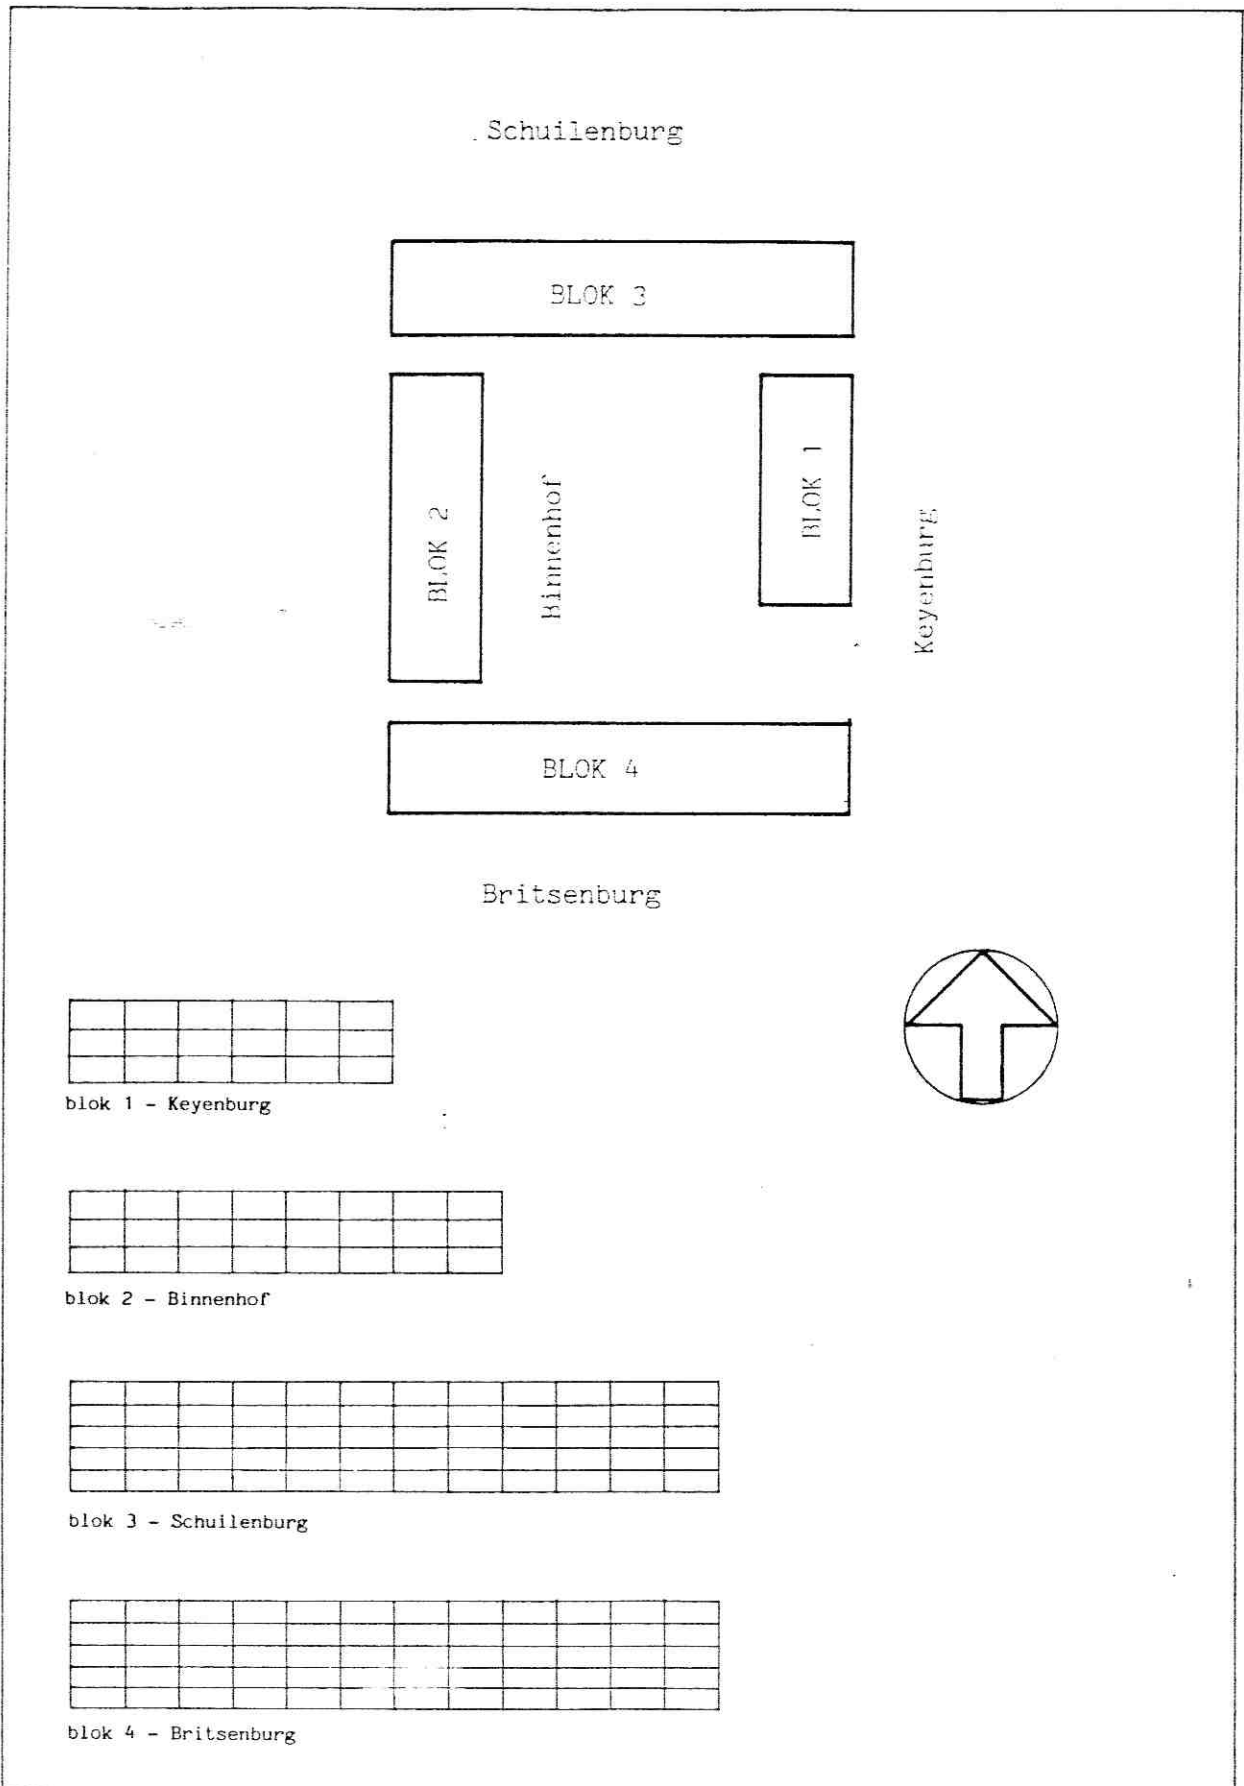 Schuilenburg
BLOK 3
BLOK 2
Binnenhof
BLOK 1
Keyenburg
BLOK 4
Britsenburg
blok 1 - Keyenburg
blok 2 - Binnenhof
blok 3 - Schuilenburg
blok 4 - Britsenburg